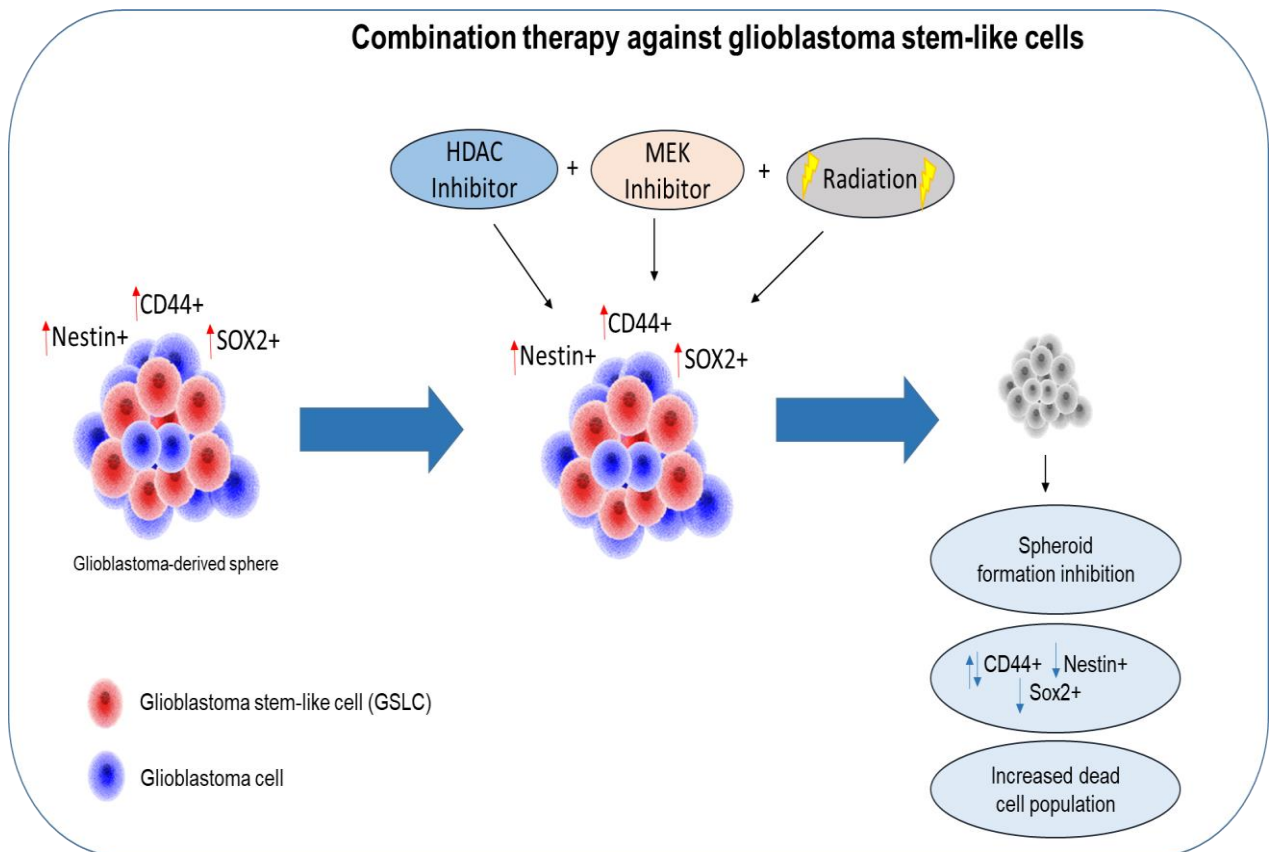 Combination therapy against glioblastoma stem-like cells
HDAC
Inhibitor
+
MEK
Inhibitor
+
Radiation
CD44+
Nestin+
SOX2+
Glioblastoma-derived sphere
CD44+
Nestin+
SOX2+
Spheroid
formation inhibition
CD44+ Nestin+
Sox2+
Increased dead
cell population
Glioblastoma stem-like cell (GSLC)
Glioblastoma cell